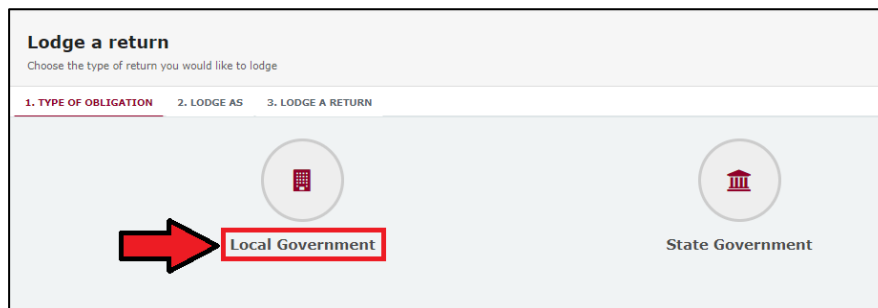 Lodge a return
Choose the type of return you would like to lodge
1. TYPE OF OBLIGATION 2. LODGE AS 3. LODGE A RETURN
Local Government State Government